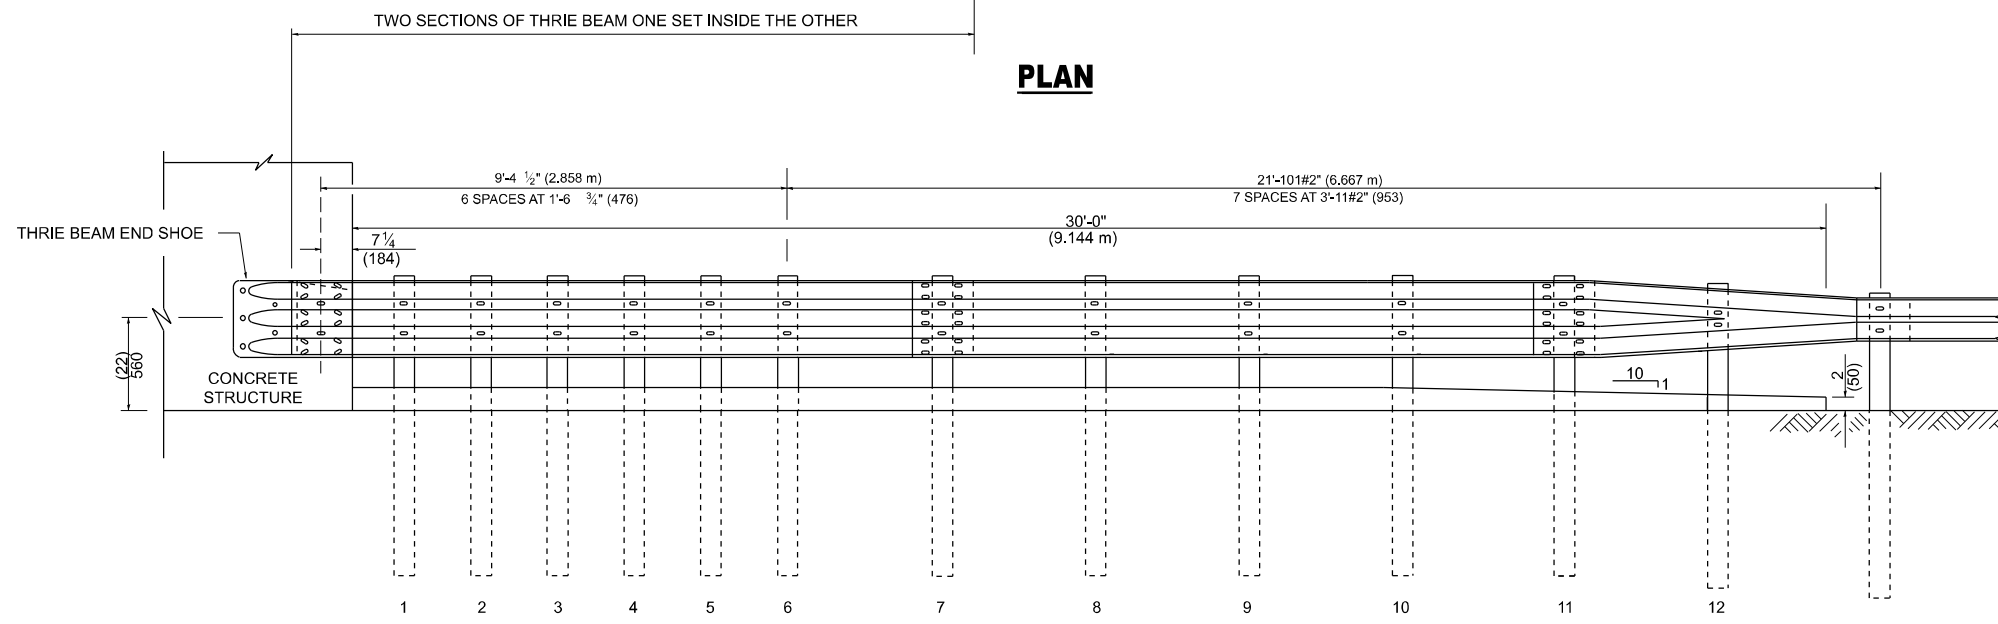 TWO SECTIONS OF THRIE BEAM ONE SET INSIDE THE OTHER
PLAN
9'-4 ½" (2.858 m)
6 SPACES AT 1'-6 ¾" (476)
21'-101#2" (6.667 m)
7 SPACES AT 3'-11#2" (953)
30'-0"
(9.144 m)
THRIE BEAM END SHOE
7 ¼
(184)
(22)
560
CONCRETE
STRUCTURE
10
1
2
(50)
1 2 3 4 5 6 7 8 9 10 11 12